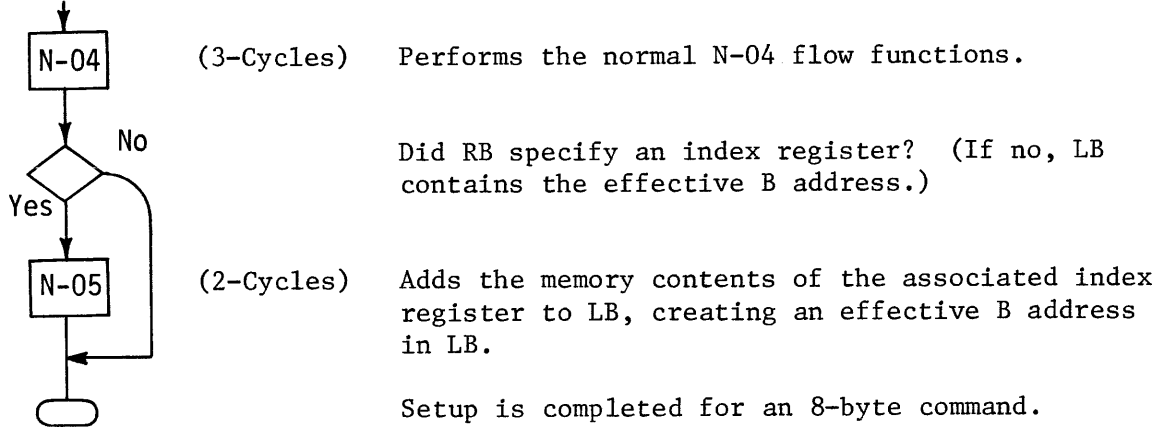 N-04 (3-Cycles) Performs the normal N-04 flow functions.
No
Did RB specify an index register? (If no, LB
contains the effective B address.)
Yes
N-05 (2-Cycles) Adds the memory contents of the associated index
register to LB, creating an effective B address
in LB.
Setup is completed for an 8-byte command.